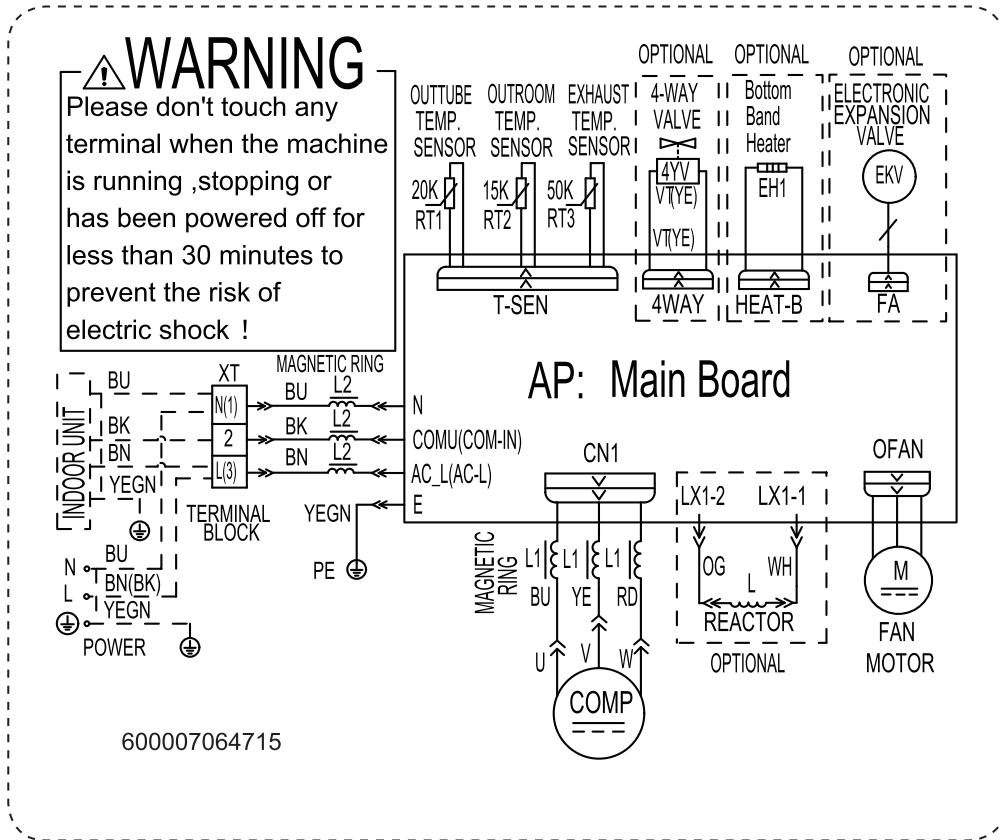 WARNING
Please don't touch any
terminal when the machine
is running ,stopping or
has been powered off for
less than 30 minutes to
prevent the risk of
electric shock !
OUTTUBE
TEMP.
SENSOR
20K
RT1
OUTROOM
TEMP.
SENSOR
15K
RT2
EXHAUST
TEMP.
SENSOR
50K
RT3
T-SEN
OPTIONAL
4-WAY
VALVE
4YV
VT(YE)
VT(YE)
4WAY
OPTIONAL
Bottom
Band
Heater
EH1
HEAT-B
OPTIONAL
ELECTRONIC
EXPANSION
VALVE
EKV
FA
AP: Main Board
INDOOR UNIT
BU
BK
BN
YEGN
XT
N(1)
2
L(3)
TERMINAL
BLOCK
MAGNETIC RING
BU
L2
N
BK
L2
COMU(COM-IN)
BN
L2
AC_L(AC-L)
YEGN
E
PE
N
BU
L
BN(BK)
YEGN
POWER
CN1
MAGNETIC
RING
L1
L1
L1
BU
YE
RD
U
V
W
COMP
LX1-2
LX1-1
OG
WH
L
REACTOR
OPTIONAL
OFAN
M
FAN
MOTOR
600007064715